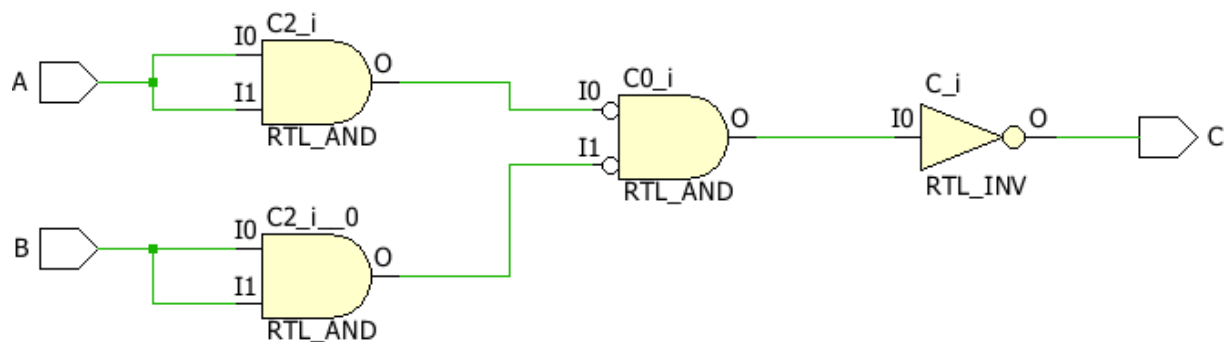 C2_i
I0
O
A
I1
RTL_AND
C0_i
I0
O
I1
RTL_AND
C_i
I0
O
C
RTL_INV
C2_i__0
I0
O
B
I1
RTL_AND